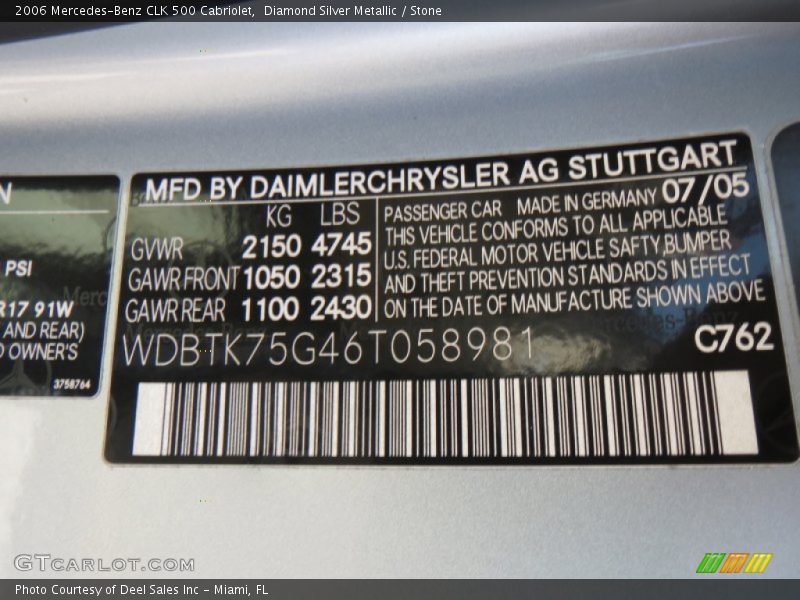 2006 Mercedes-Benz CLK 500 Cabriolet,  Diamond Silver Metallic / Stone
N
PSI
R17 91W
AND REAR)
OWNER'S
3758764
MFD BY DAIMLERCHRYSLER AG STUTTGART
KG LBS
GVWR 2150 4745
GAWR FRONT 1050 2315
GAWR REAR 1100 2430
PASSENGER CAR MADE IN GERMANY 07/05
THIS VEHICLE CONFORMS TO ALL APPLICABLE
U.S. FEDERAL MOTOR VEHICLE SAFTY, BUMPER
AND THEFT PREVENTION STANDARDS IN EFFECT
ON THE DATE OF MANUFACTURE SHOWN ABOVE
WDBTK75G46T058981
C762
GTCARLOT.COM
Photo Courtesy of Deel Sales Inc - Miami, FL